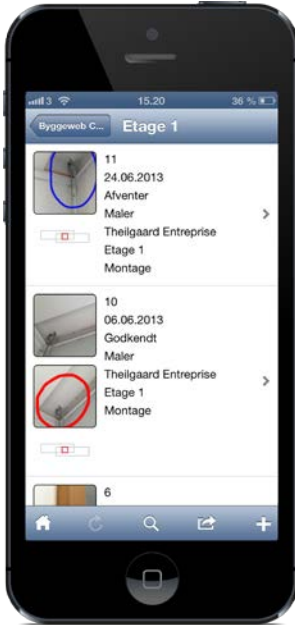 3 15.20 36 %
Byggeweb C... Etage 1
11
24.06.2013
Afventer
Maler
Theilgaard Entreprise
Etage 1
Montage
10
06.06.2013
Godkendt
Maler
Theilgaard Entreprise
Etage 1
Montage
6